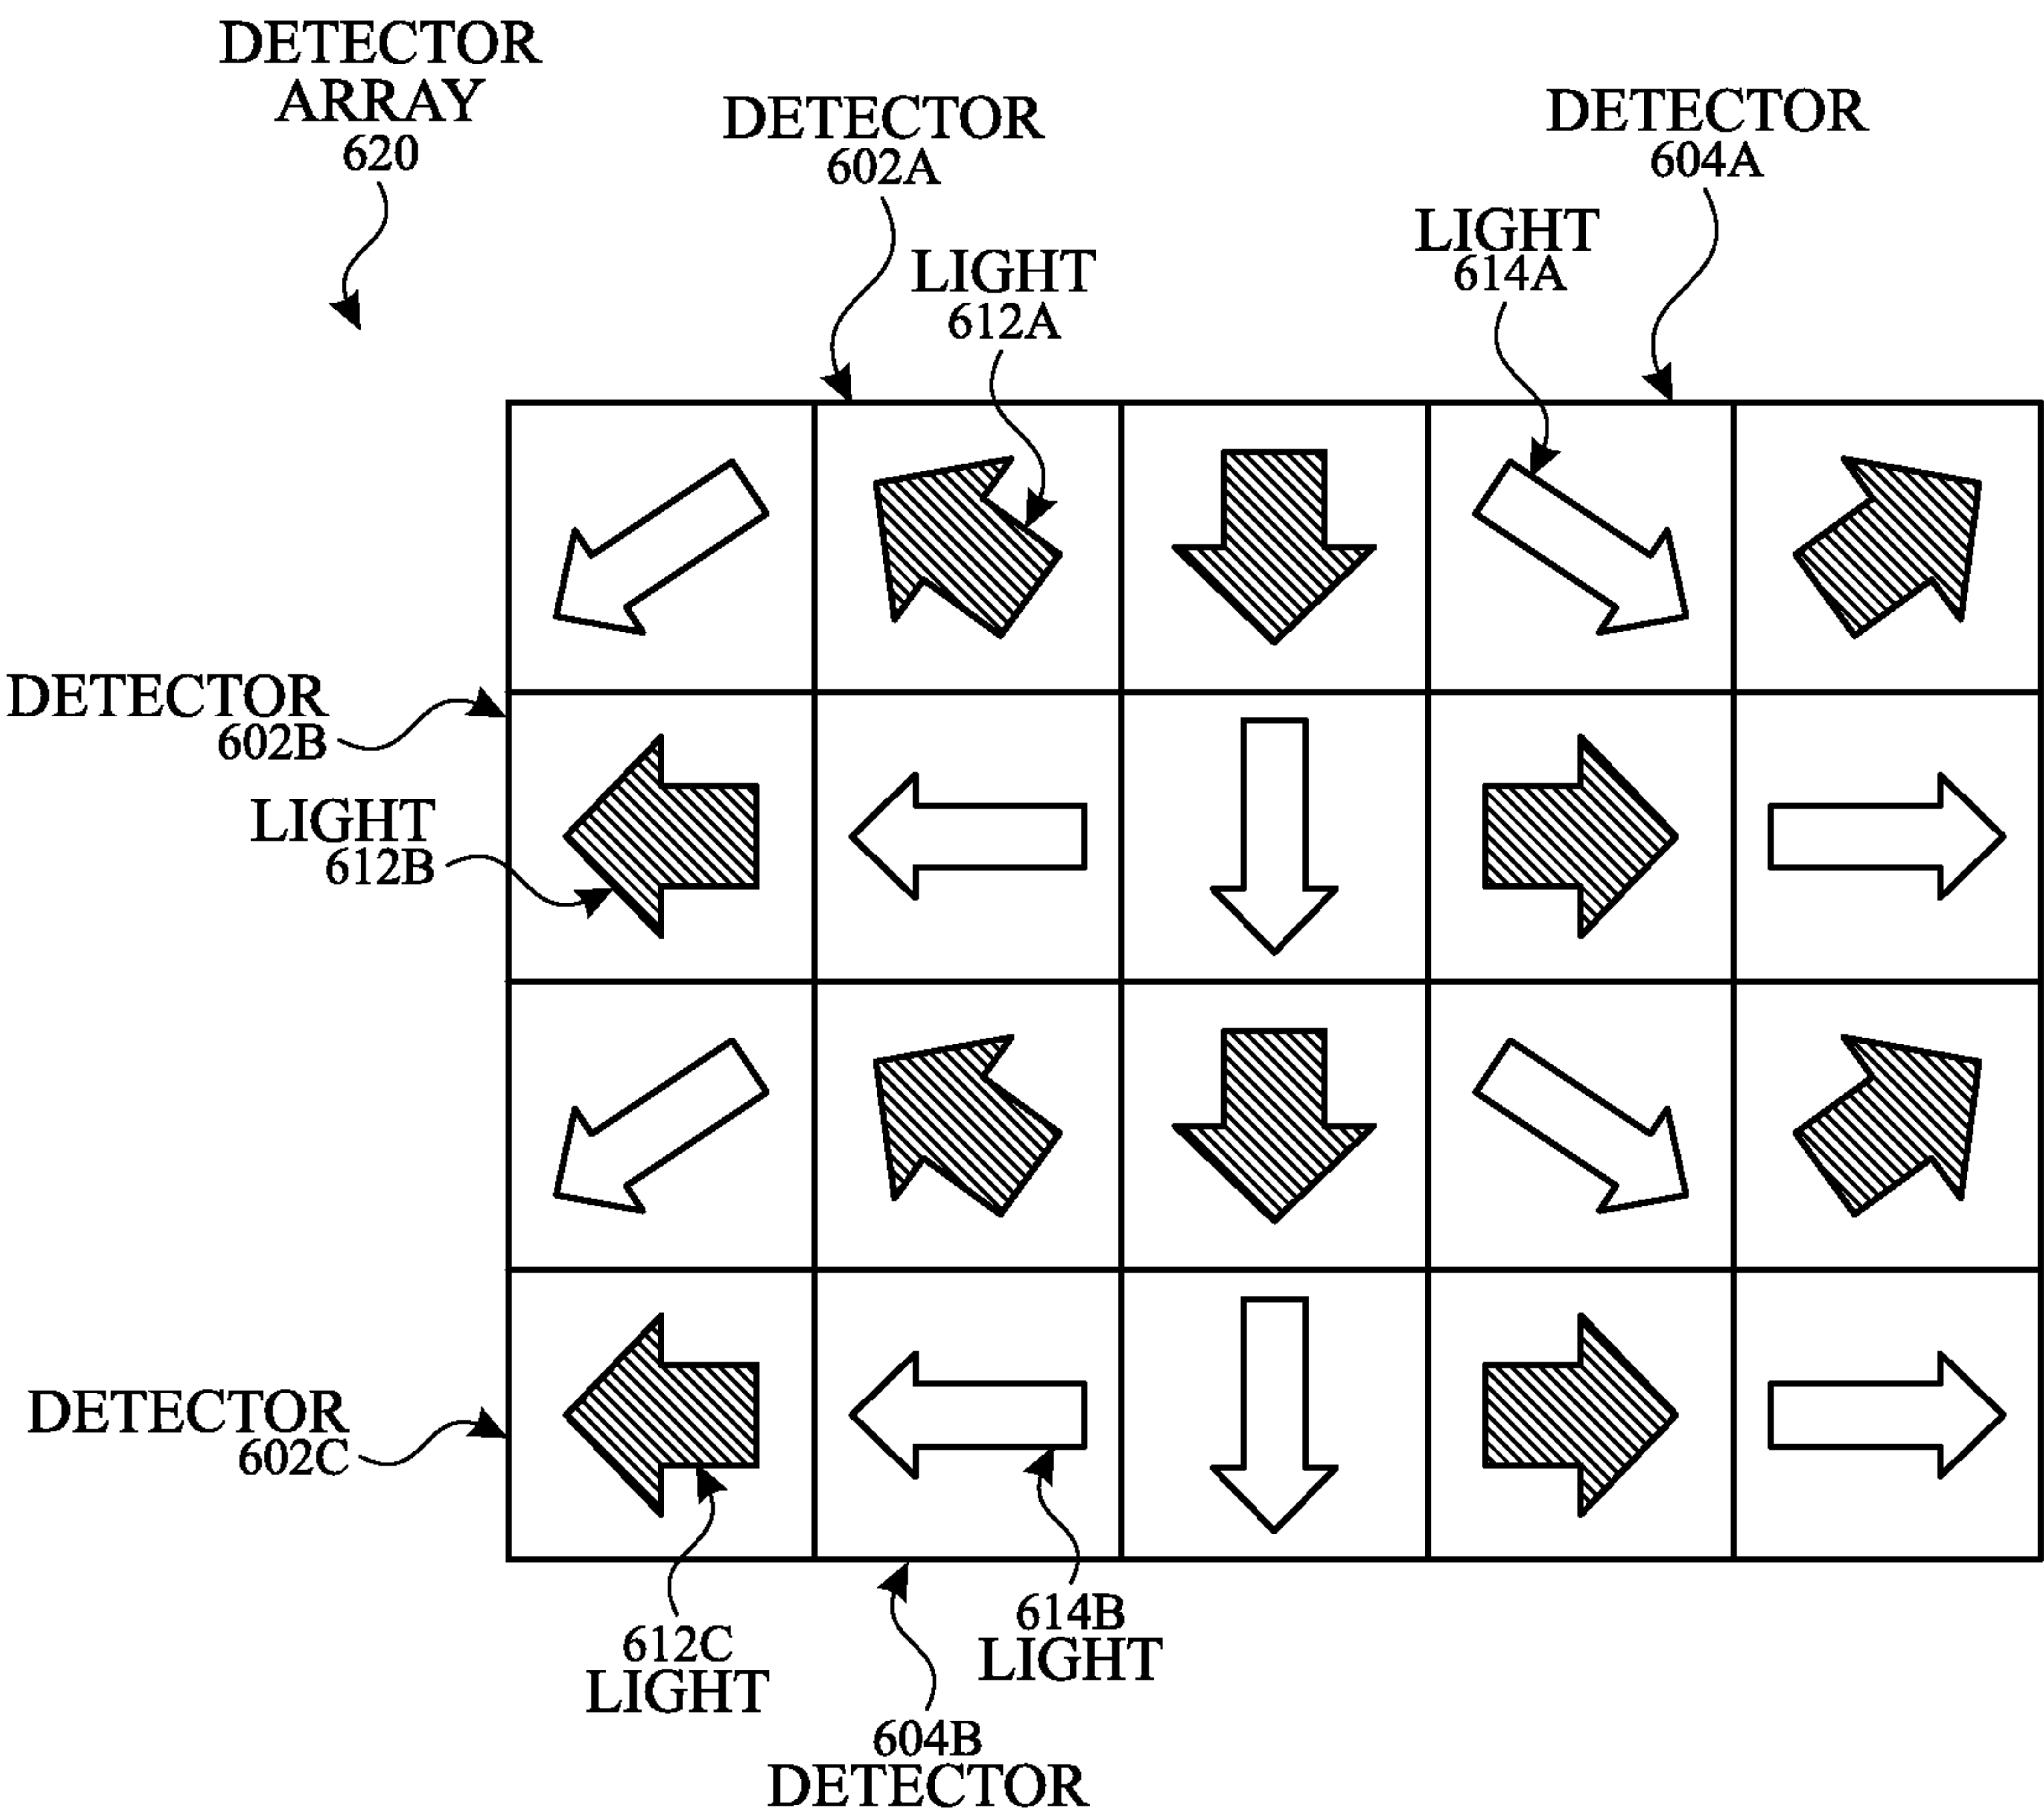 DETECTOR
ARRAY
620
DETECTOR
602A
DETECTOR
604A
LIGHT
612A
LIGHT
614A
DETECTOR
602B
LIGHT
612B
DETECTOR
602C
612C
LIGHT
614B
LIGHT
604B
DETECTOR